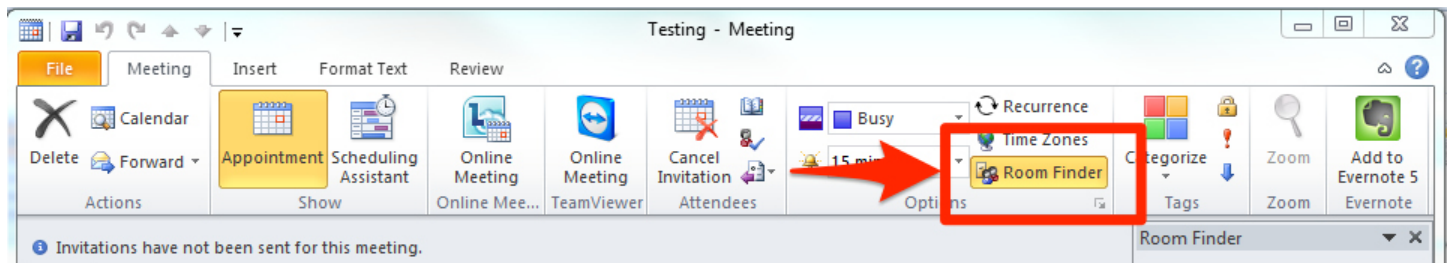 Testing - Meeting
File Meeting Insert Format Text Review
Delete
Calendar
Forward
Actions
Appointment
Scheduling
Assistant
Show
Online
Meeting
Online Mee...
Online
Meeting
TeamViewer
Cancel
Invitation
Attendees
Busy
15 min
Recurrence
Time Zones
Room Finder
Options
Tags
Zoom
Zoom
Add to
Evernote 5
Evernote
Invitations have not been sent for this meeting.
Room Finder